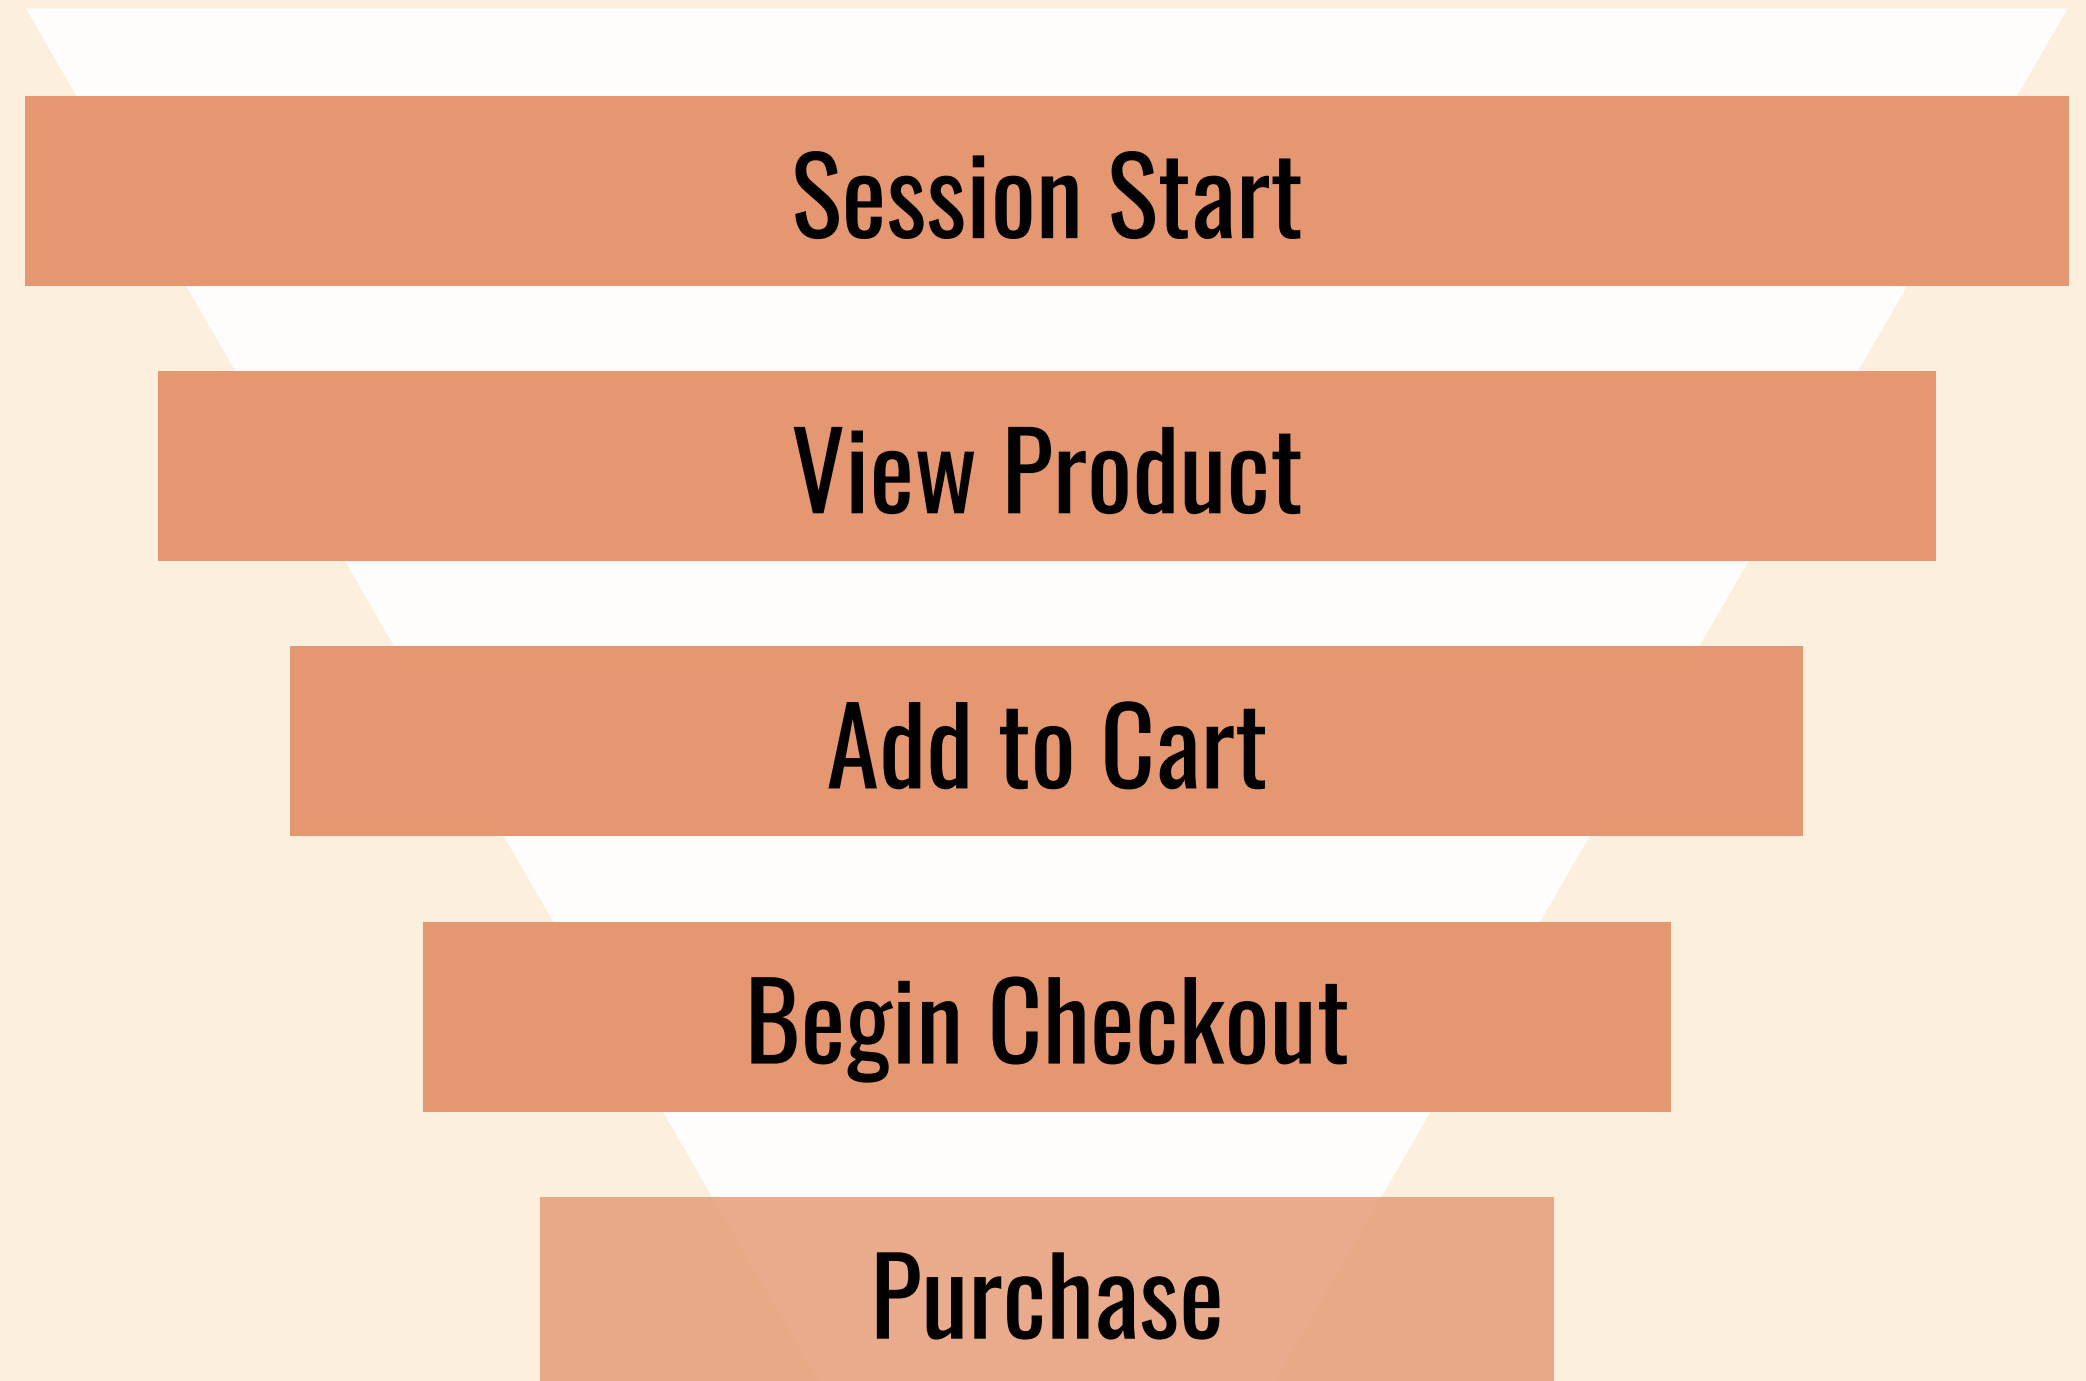 Session Start
View Product
Add to Cart
Begin Checkout
Purchase